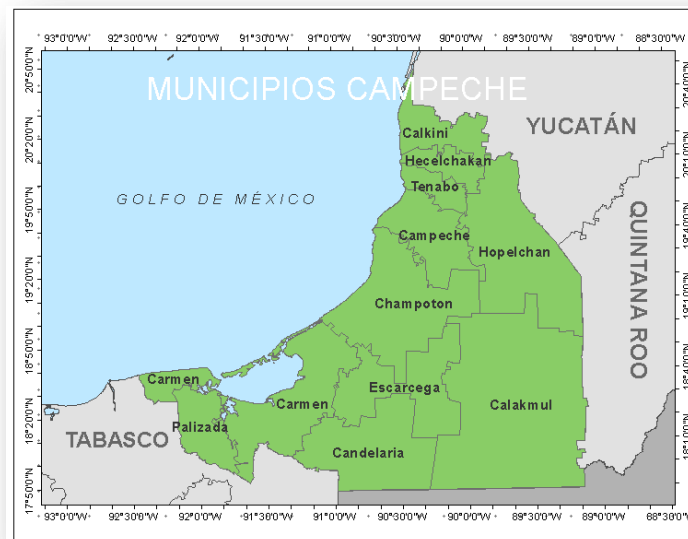 93°0'0"W 92°30'0"W 92°0'0"W 91°30'0"W 91°0'0"W 90°30'0"W 90°0'0"W 89°30'0"W 89°0'0"W 88°30'0"W
MUNICIPIOS CAMPECHE
YUCATÁN
Calkini
Hecelchakan
Tenabo
GOLFO DE MÉXICO
Campeche
Hopelchan
QUINTANA ROO
Champoton
Carmen
Escarcega
Carmen
Calakmul
Palizada
TABASCO
Candelaria
20°50'0"N
20°20'0"N
19°50'0"N
19°20'0"N
18°50'0"N
18°20'0"N
17°50'0"N
93°0'0"W 92°30'0"W 92°0'0"W 91°30'0"W 91°0'0"W 90°30'0"W 90°0'0"W 89°30'0"W 89°0'0"W 88°30'0"W